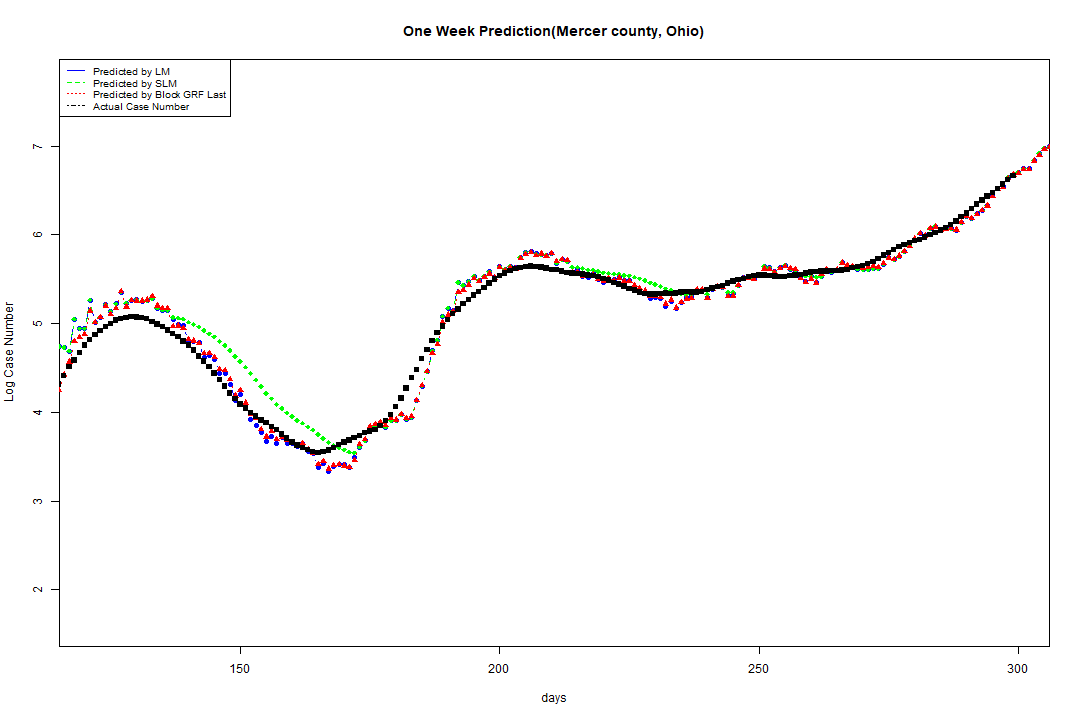 One Week Prediction(Mercer county, Ohio)
Predicted by LM
Predicted by SLM
Predicted by Block GRF Last
Actual Case Number
Log Case Number
7
6
5
4
3
2
150 200 250 300
days